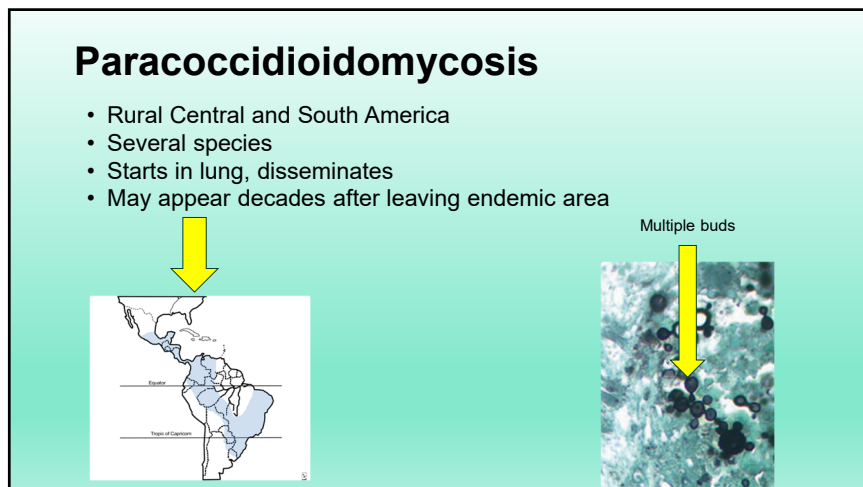 Paracoccidioidomycosis
• Rural Central and South America
• Several species
• Starts in lung, disseminates
• May appear decades after leaving endemic area
Multiple buds
Equator
Tropic of Capricorn